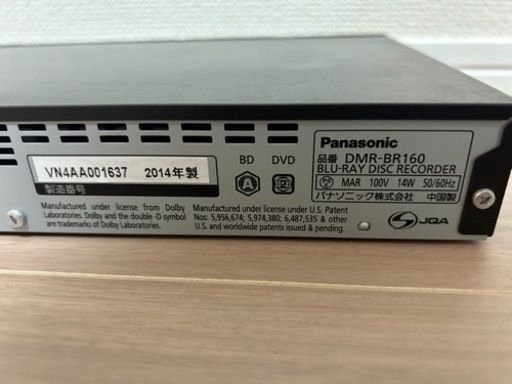 VN4AA001637 2014年製
製造番号
BD DVD
A
Manufactured under license from Dolby
Laboratories. Dolby and the double -D symbol
are trademarks of Dolby Laboratories.
Manufactured under license under U.S. Patent
Nos: 5,956,674; 5,974,380; 6,487,535 & other
U.S. and worldwide patents issued & pending.
Panasonic
品番 DMR-BR160
BLU-RAY DISC RECORDER
MAR 100V 14W 50/60Hz
パナソニック株式会社 中国製
JQA